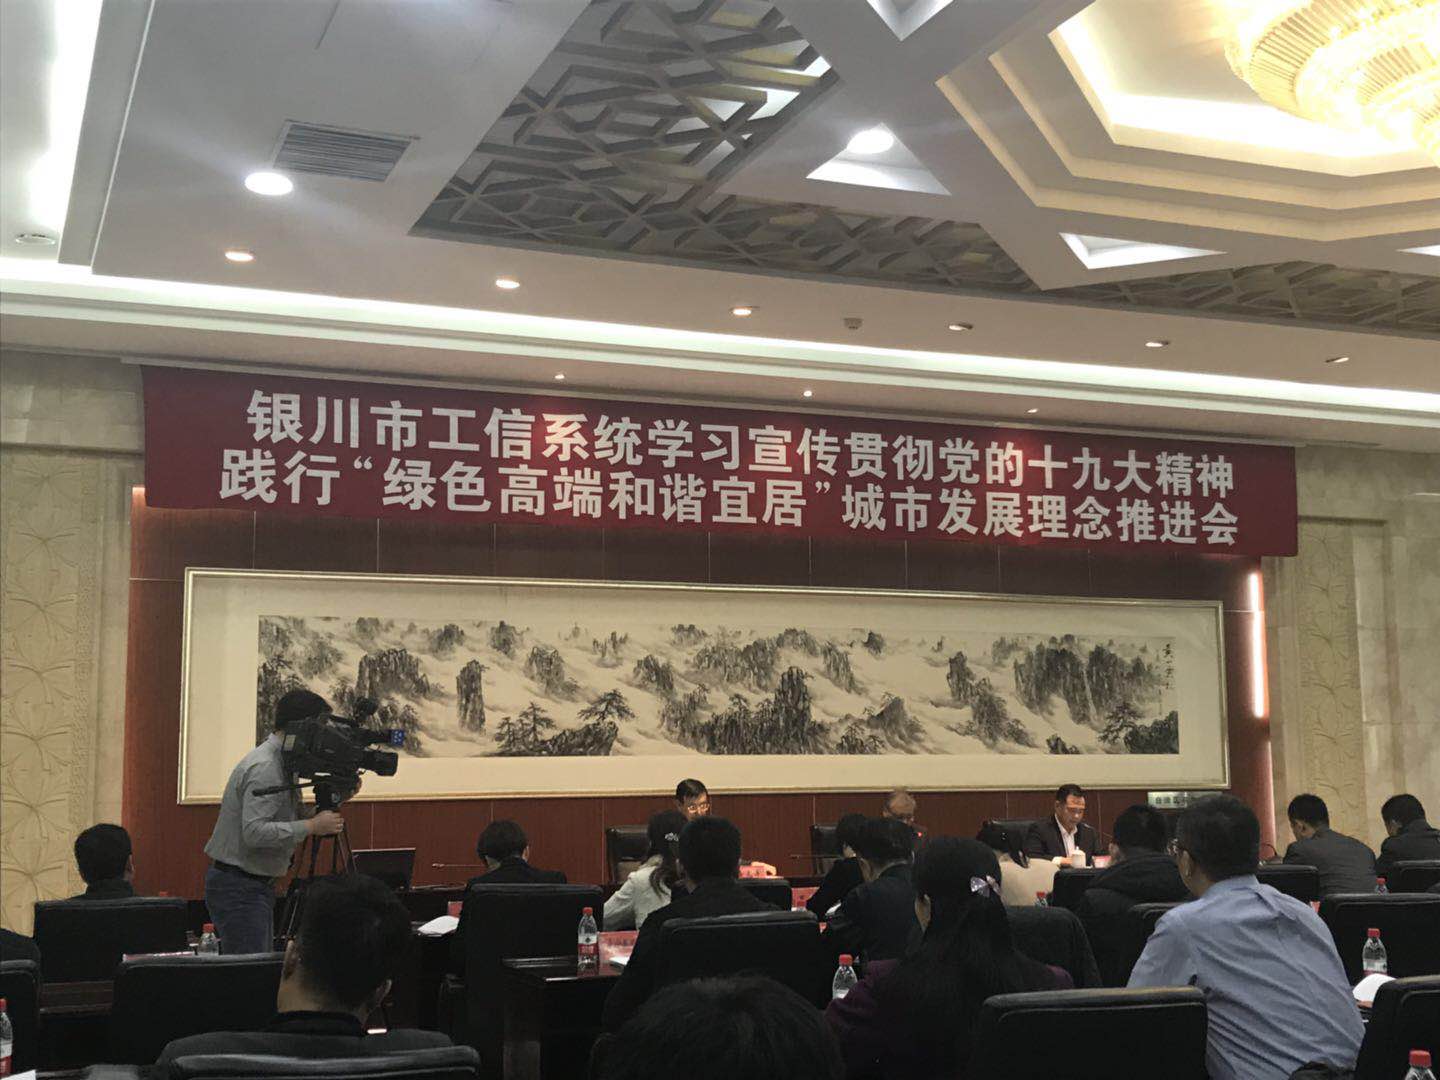 银川市工信系统学习宣传贯彻党的十九大精神
践行“绿色高端和谐宜居”城市发展理念推进会